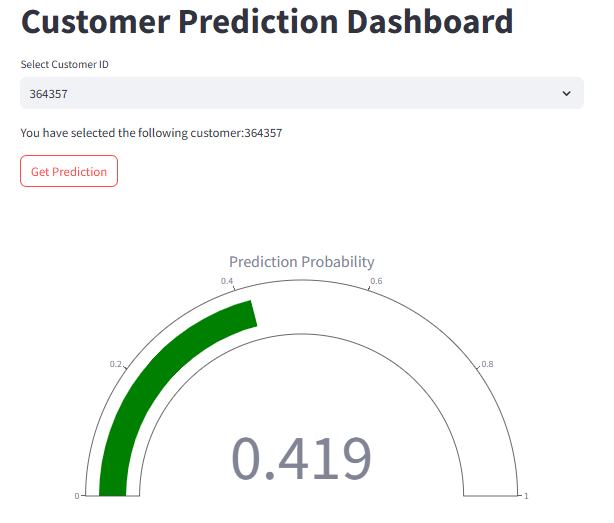 Customer Prediction Dashboard
Select Customer ID
364357
You have selected the following customer:364357
Get Prediction
Prediction Probability
0.4
0.6
0.2
0.8
0.419
0
1